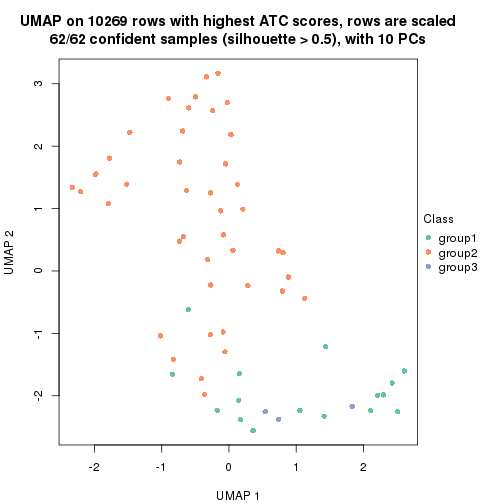 UMAP on 10269 rows with highest ATC scores, rows are scaled
62/62 confident samples (silhouette > 0.5), with 10 PCs
3
2
1
0
-1
-2
UMAP 2
-2
-1
0
1
2
UMAP 1
Class
group1
group2
group3